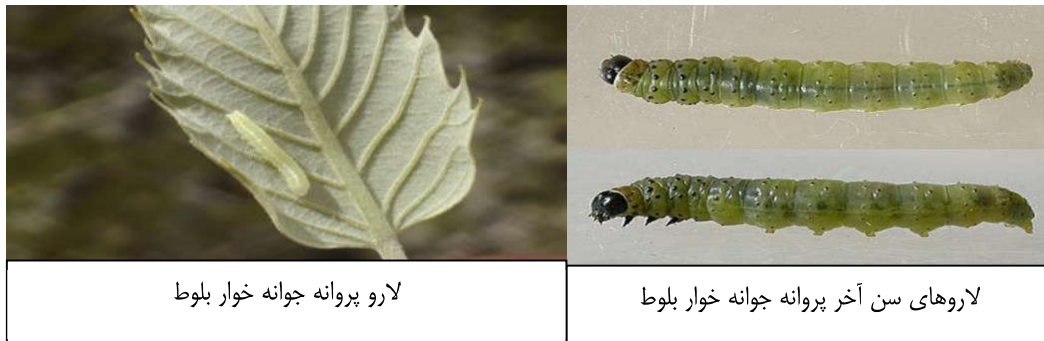 لاروهای سن آخر پروانه جوانه خوار بلوط
لارو پروانه جوانه خوار بلوط